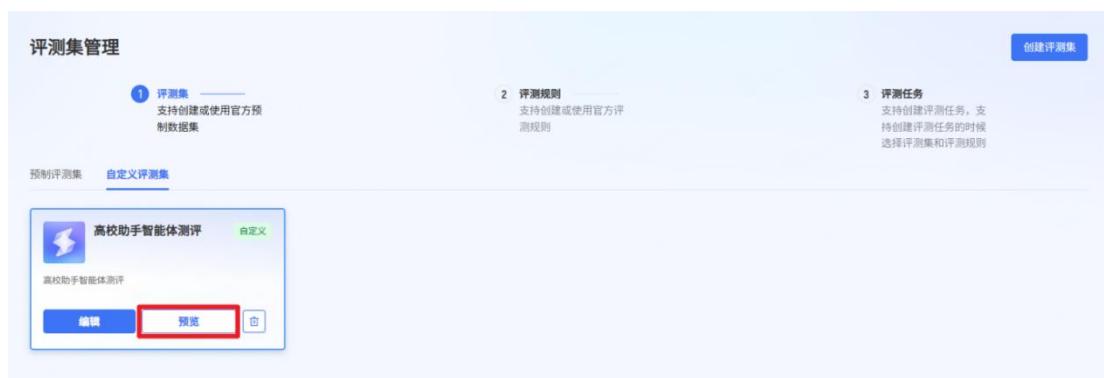 评测集管理
创建评测集
1 评测集
支持创建或使用官方预
制数据集
2 评测规则
支持创建或使用官方评
测规则
3 评测任务
支持创建评测任务，支
持创建评测任务的时候
选择评测集和评测规则
预制评测集 自定义评测集
高校助手智能体测评 自定义
高校助手智能体测评
编辑 预览